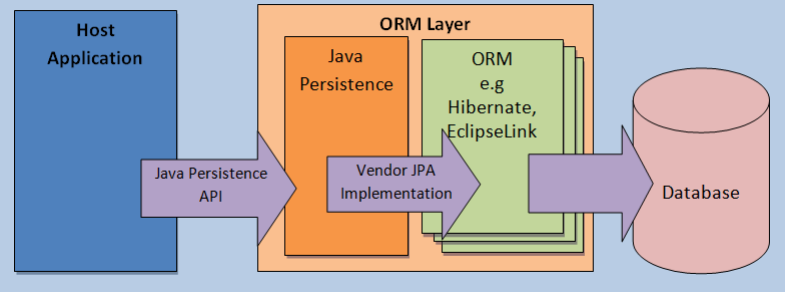 Host
Application
ORM Layer
Java
Persistence
ORM
e.g
Hibernate,
EclipseLink
Java Persistence
API
Vendor JPA
Implementation
Database